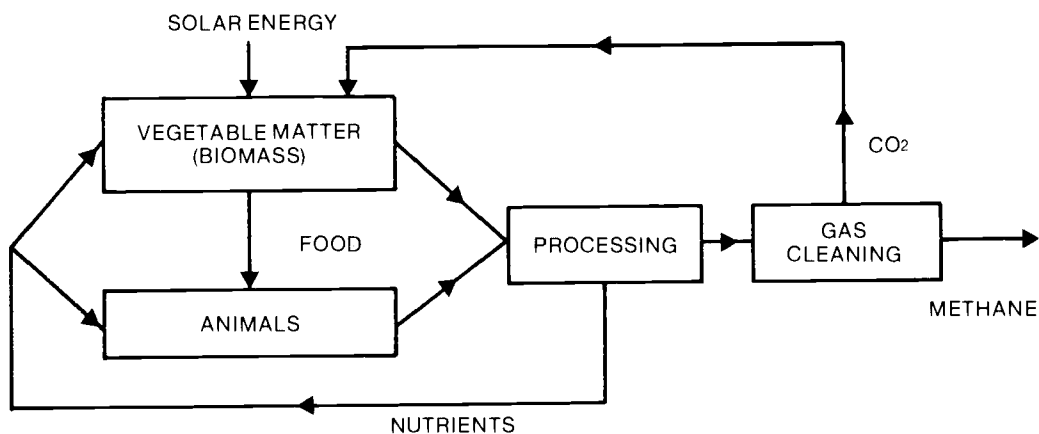 SOLAR ENERGY
VEGETABLE MATTER
(BIOMASS)
CO2
FOOD
PROCESSING
GAS
CLEANING
METHANE
ANIMALS
NUTRIENTS